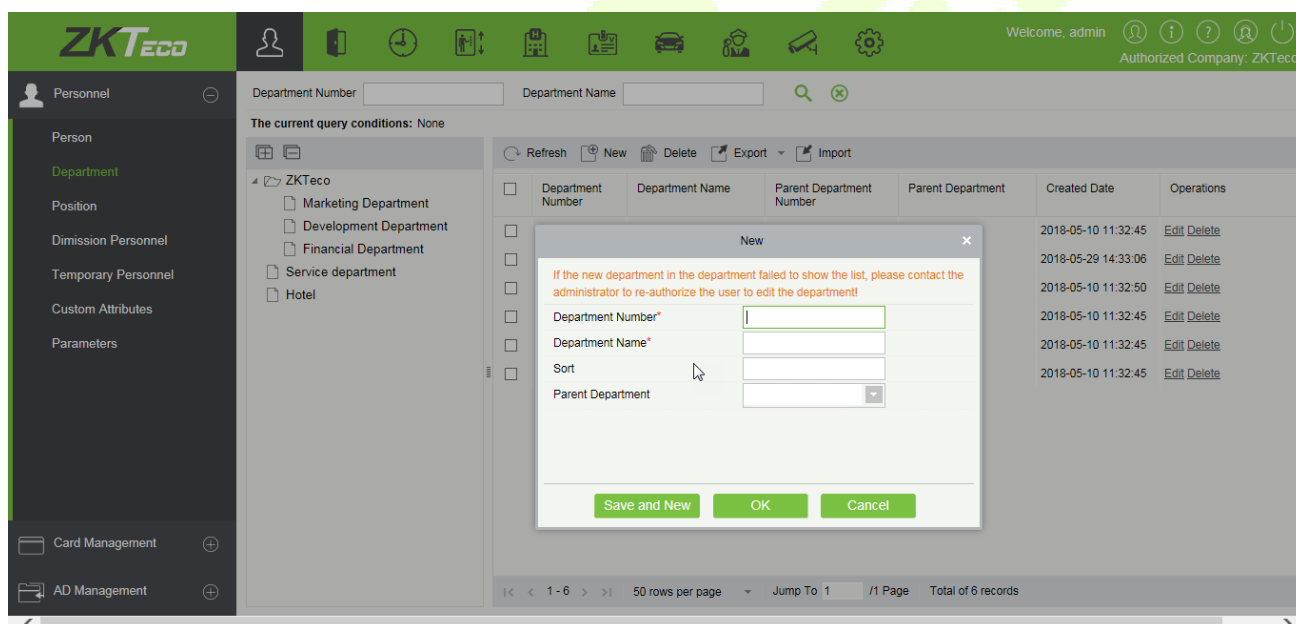 ZKTeco
Welcome, admin
Authorized Company: ZKTeco
Personnel
Person
Department
Position
Dimission Personnel
Temporary Personnel
Custom Attributes
Parameters
Card Management
AD Management
Department Number
Department Name
The current query conditions: None
ZKTeco
Marketing Department
Development Department
Financial Department
Service department
Hotel
Refresh New Delete Export Import
Department Number
Department Name
Parent Department Number
Parent Department
Created Date
Operations
2018-05-10 11:32:45 Edit Delete
2018-05-29 14:33:06 Edit Delete
2018-05-10 11:32:50 Edit Delete
2018-05-10 11:32:45 Edit Delete
2018-05-10 11:32:45 Edit Delete
2018-05-10 11:32:45 Edit Delete
New
If the new department in the department failed to show the list, please contact the
administrator to re-authorize the user to edit the department!
Department Number*
Department Name*
Sort
Parent Department
Save and New OK Cancel
1 - 6 50 rows per page Jump To 1 /1 Page Total of 6 records